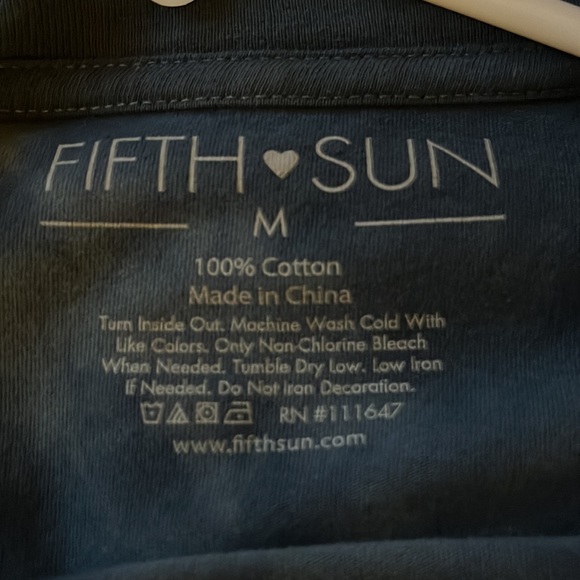 FIFTH SUN
M
100% Cotton
Made in China
Turn Inside Out. Machine Wash Cold With
Like Colors. Only Non-Chlorine Bleach
When Needed. Tumble Dry Low. Low Iron
If Needed. Do Not Iron Decoration.
RN #111647
www.fifthsun.com